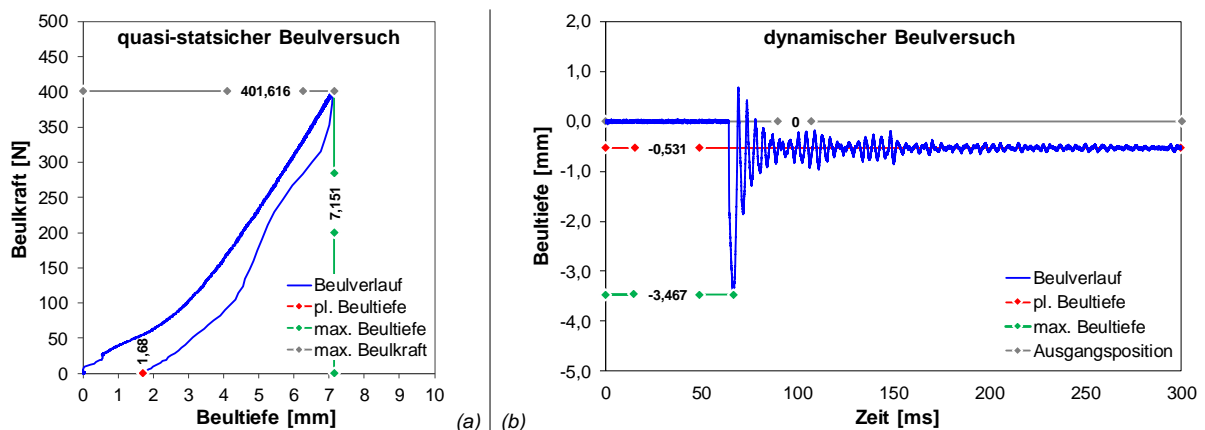 quasi-statsicher Beulversuch
Beulkraft [N]
500
450
400
350
300
250
200
150
100
50
0
401,616
7,151
1,68
Beulverlauf
pl. Beultiefe
max. Beultiefe
max. Beulkraft
0 1 2 3 4 5 6 7 8 9 10
Beultiefe [mm]
(a)
(b)
dynamischer Beulversuch
Beultiefe [mm]
2,0
1,0
0,0
-1,0
-2,0
-3,0
-4,0
-5,0
0
-0,531
-3,467
Beulverlauf
pl. Beultiefe
max. Beultiefe
Ausgangsposition
0 50 100 150 200 250 300
Zeit [ms]